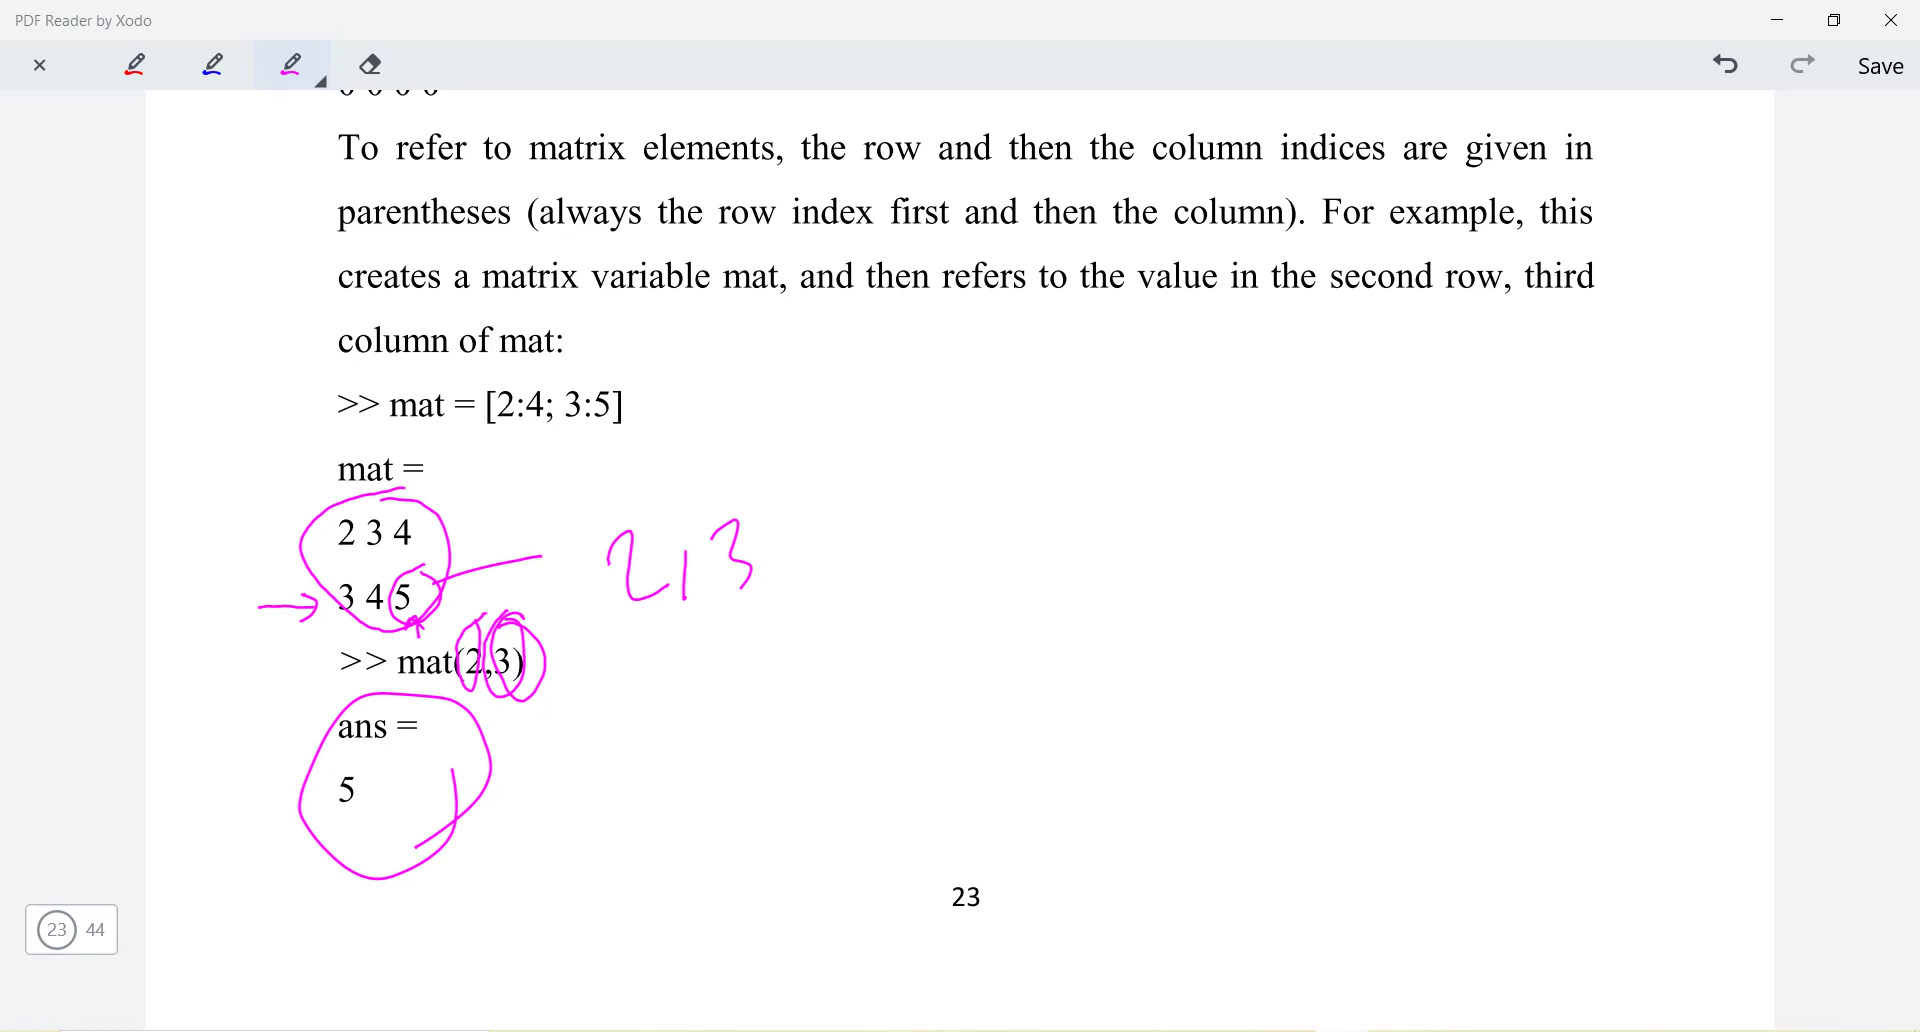 PDF Reader by Xodo
Save
To refer to matrix elements, the row and then the column indices are given in
parentheses (always the row index first and then the column). For example, this
creates a matrix variable mat, and then refers to the value in the second row, third
column of mat:
>> mat = [2:4; 3:5]
mat =
2 3 4
3 4 5
2,3
>> mat(2,3)
ans =
5
23
23 44